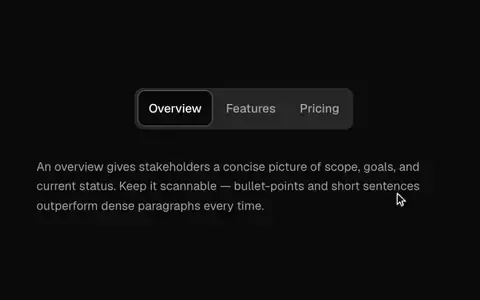 Overview
Features
Pricing
An overview gives stakeholders a concise picture of scope, goals, and
current status. Keep it scannable — bullet-points and short sentences
outperform dense paragraphs every time.